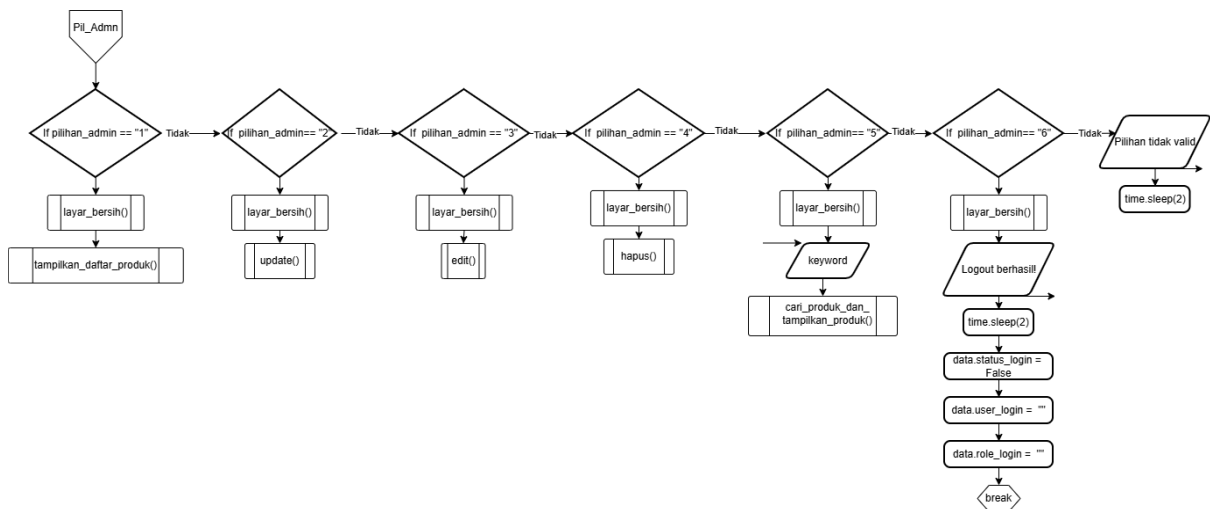 Pil_Admn
If pilihan_admin == "1"
Tidak
If pilihan_admin== "2"
Tidak
If pilihan_admin == "3"
Tidak
If pilihan_admin == "4"
Tidak
If pilihan_admin== "5"
Tidak
If pilihan_admin== "6"
Tidak
Pilihan tidak valid
layar_bersih()
layar_bersih()
layar_bersih()
layar_bersih()
layar_bersih()
layar_bersih()
time.sleep(2)
tampilkan_daftar_produk()
update()
edit()
hapus()
keyword
Logout berhasil!
cari_produk_dan_
tampilkan_produk()
time.sleep(2)
data.status_login =
False
data.user_login = ""
data.role_login = ""
break